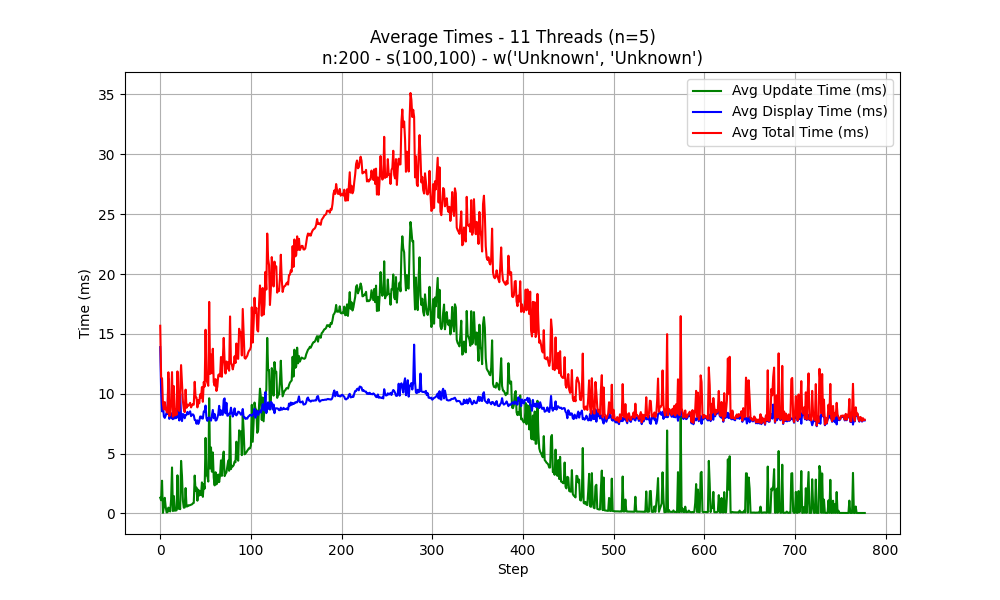 Average Times - 11 Threads (n=5)
n:200 - s(100,100) - w('Unknown', 'Unknown')
Avg Update Time (ms)
Avg Display Time (ms)
Avg Total Time (ms)
Time (ms)
35
30
25
20
15
10
5
0
0 100 200 300 400 500 600 700 800
Step